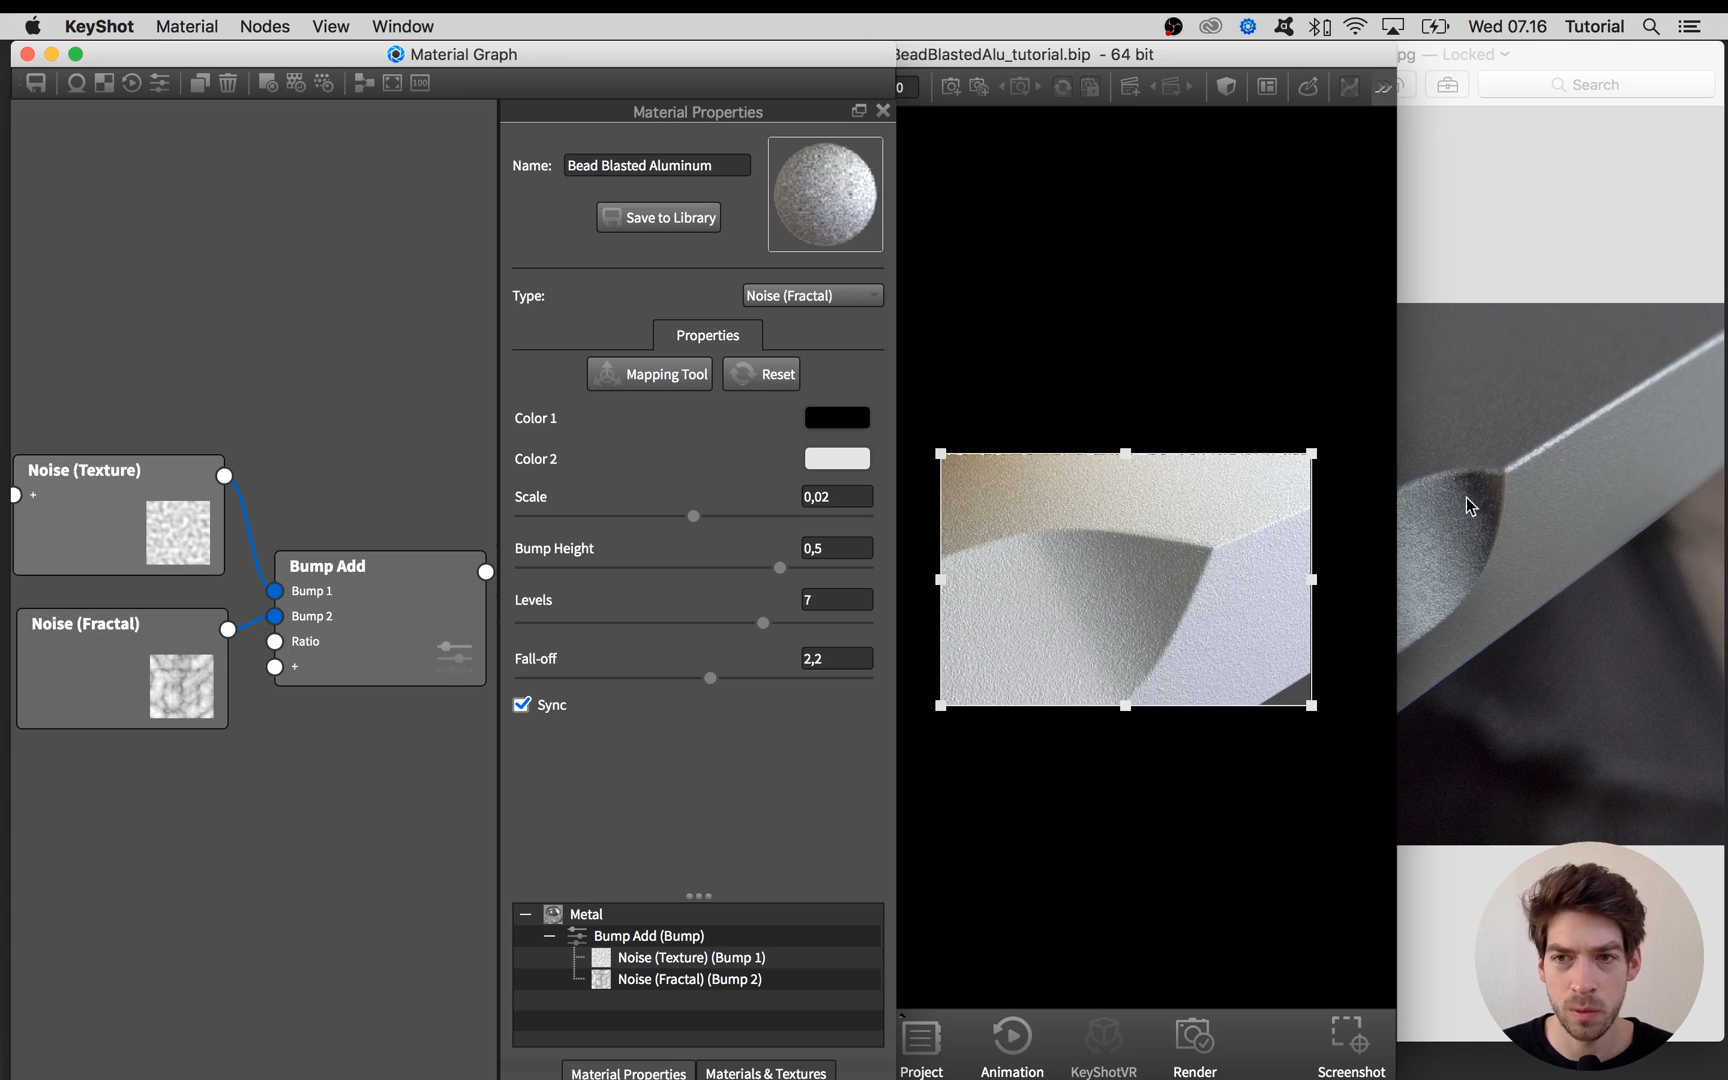 KeyShot Material Nodes View Window Wed 07.16 Tutorial
Material Graph
BeadBlastedAlu_tutorial.bip - 64 bit
pg — Locked
100
0
Search
Material Properties
Name: Bead Blasted Aluminum
Save to Library
Type: Noise (Fractal)
Properties
Mapping Tool Reset
Color 1
Color 2
Scale 0,02
Bump Height 0,5
Levels 7
Fall-off 2,2
Sync
Noise (Texture)
+
Bump Add
Bump 1
Bump 2
Ratio
+
Noise (Fractal)
Metal
Bump Add (Bump)
Noise (Texture) (Bump 1)
Noise (Fractal) (Bump 2)
Material Properties Materials & Textures
Project Animation KeyShotVR Render Screenshot